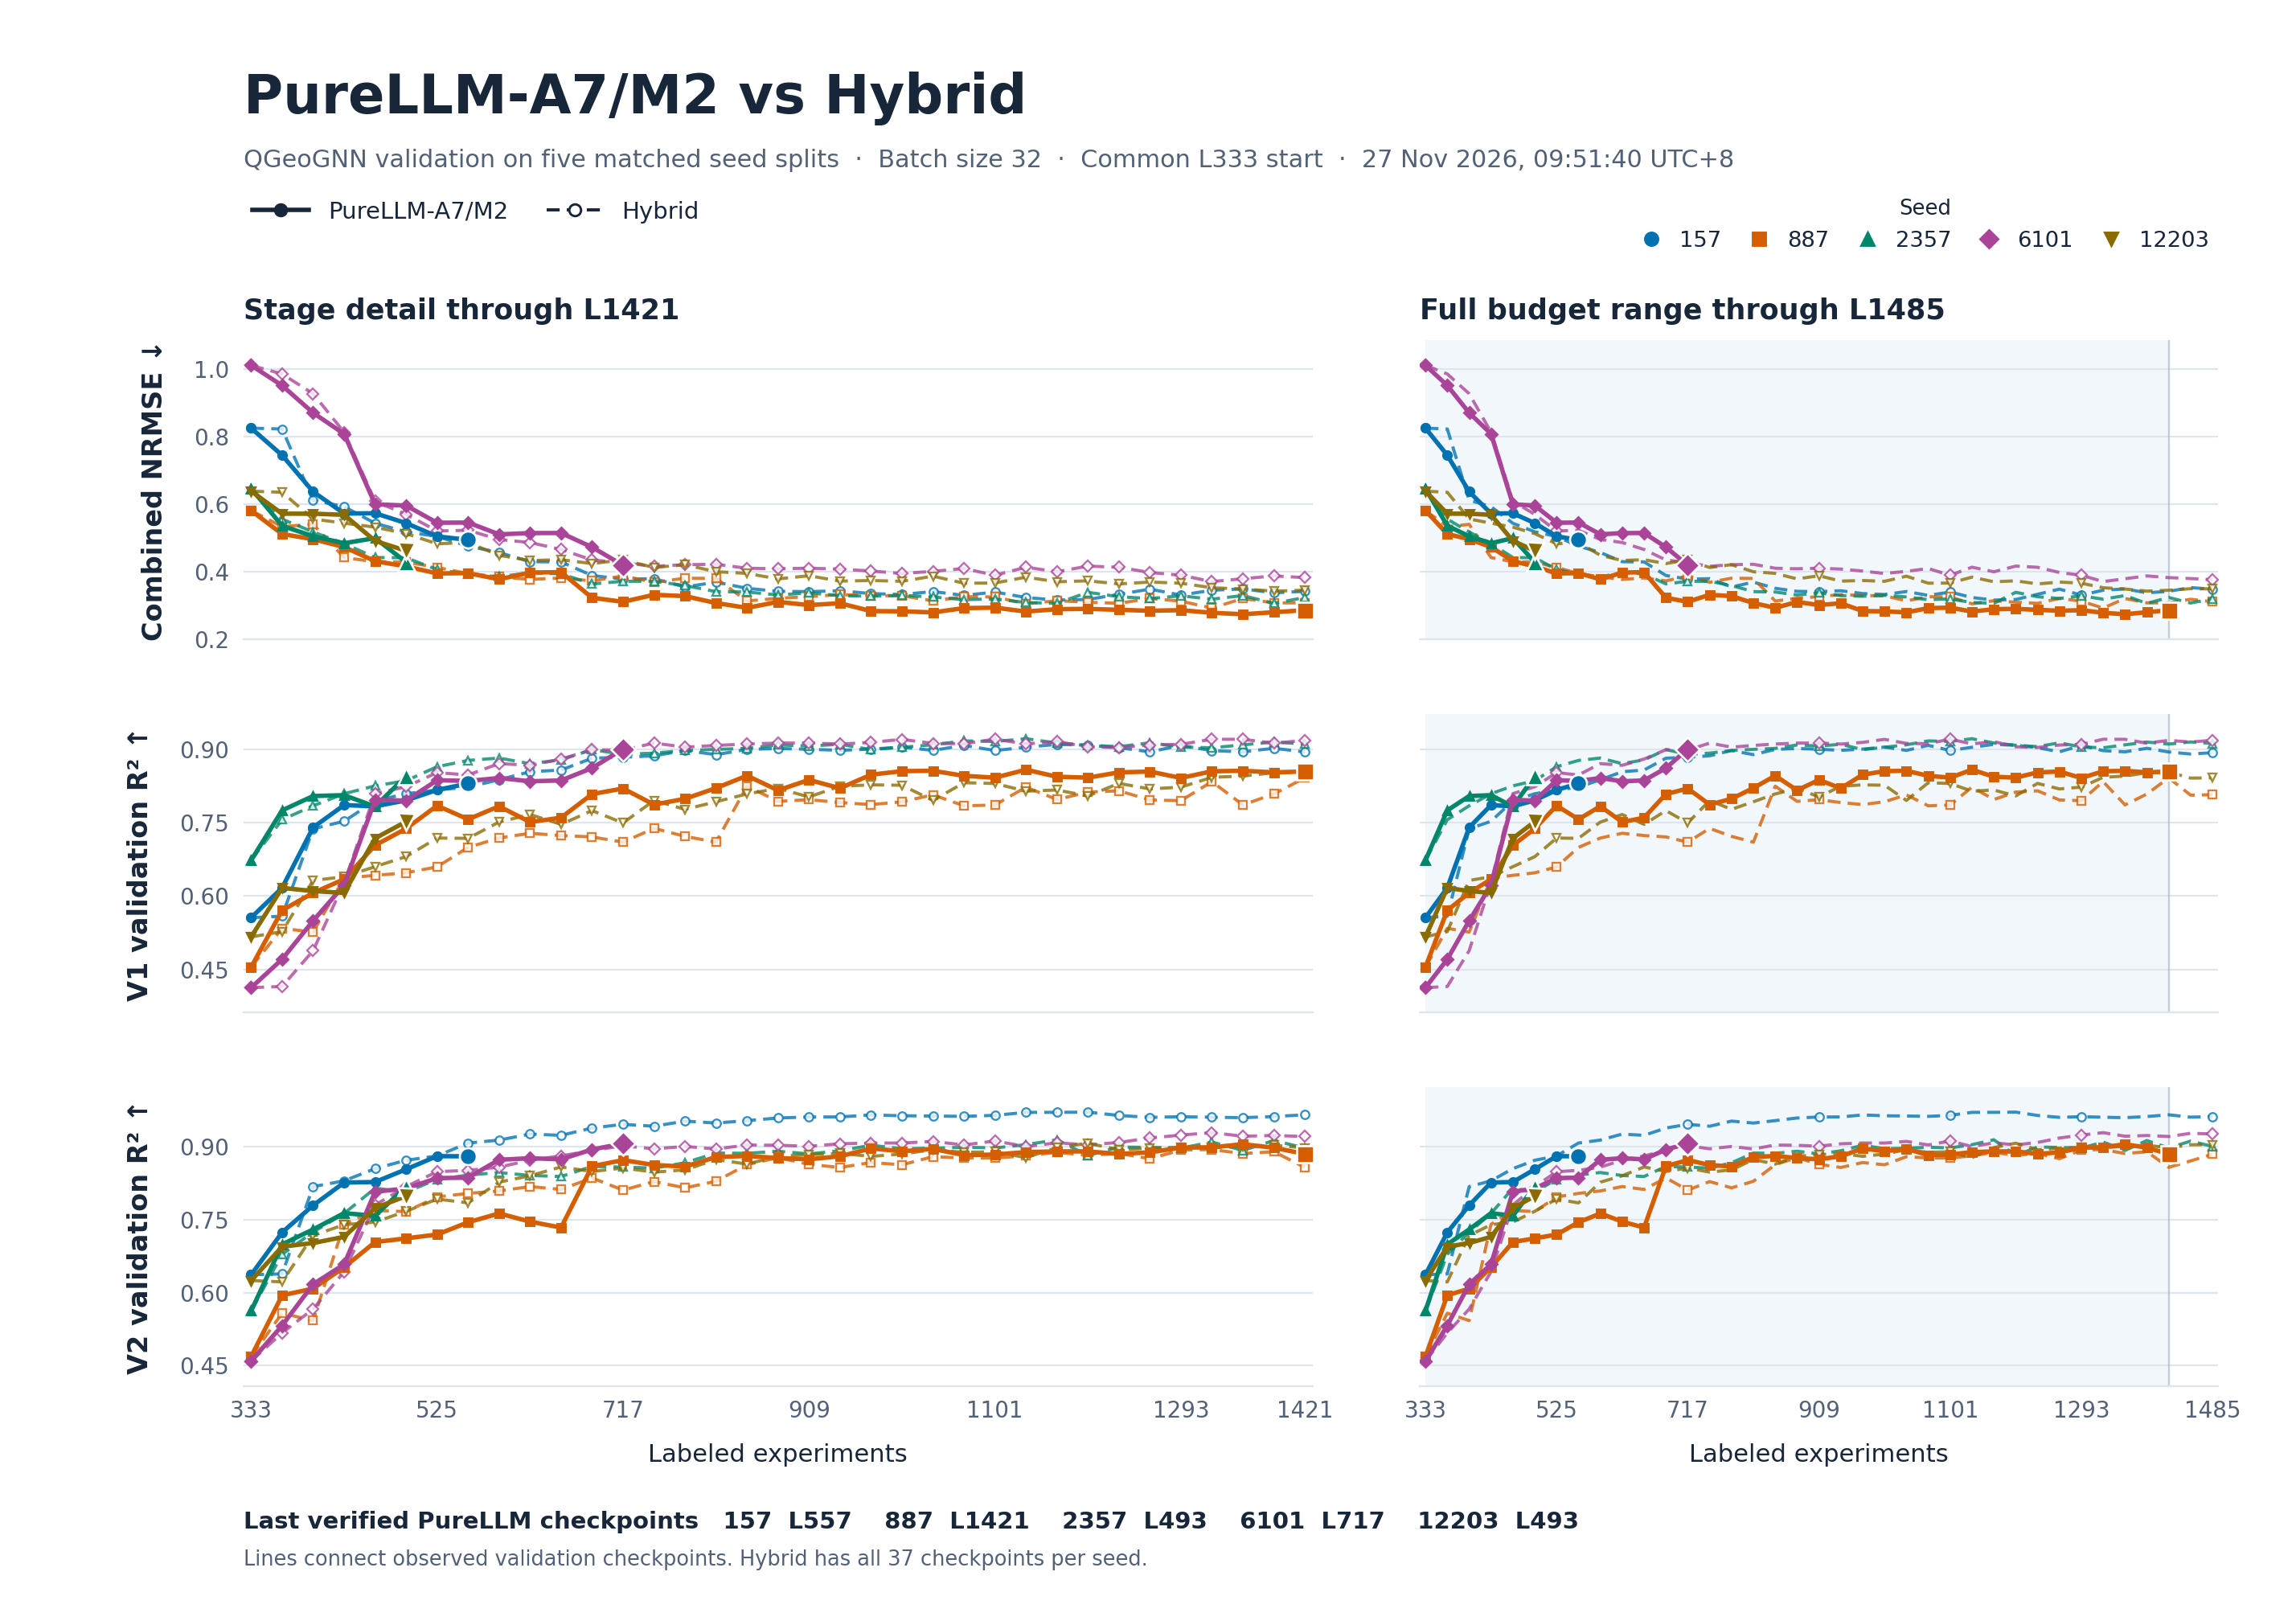 PureLLM-A7/M2 vs Hybrid
QGeoGNN validation on five matched seed splits · Batch size 32 · Common L333 start · 27 Nov 2026, 09:51:40 UTC+8
PureLLM-A7/M2 Hybrid
Seed
157 887 2357 6101 12203
Stage detail through L1421
Full budget range through L1485
Combined NRMSE ↓
1.0
0.8
0.6
0.4
0.2
V1 validation R² ↑
0.90
0.75
0.60
0.45
V2 validation R² ↑
0.90
0.75
0.60
0.45
333 525 717 909 1101 1293 1421
333 525 717 909 1101 1293 1485
Labeled experiments
Labeled experiments
Last verified PureLLM checkpoints 157 L557 887 L1421 2357 L493 6101 L717 12203 L493
Lines connect observed validation checkpoints. Hybrid has all 37 checkpoints per seed.